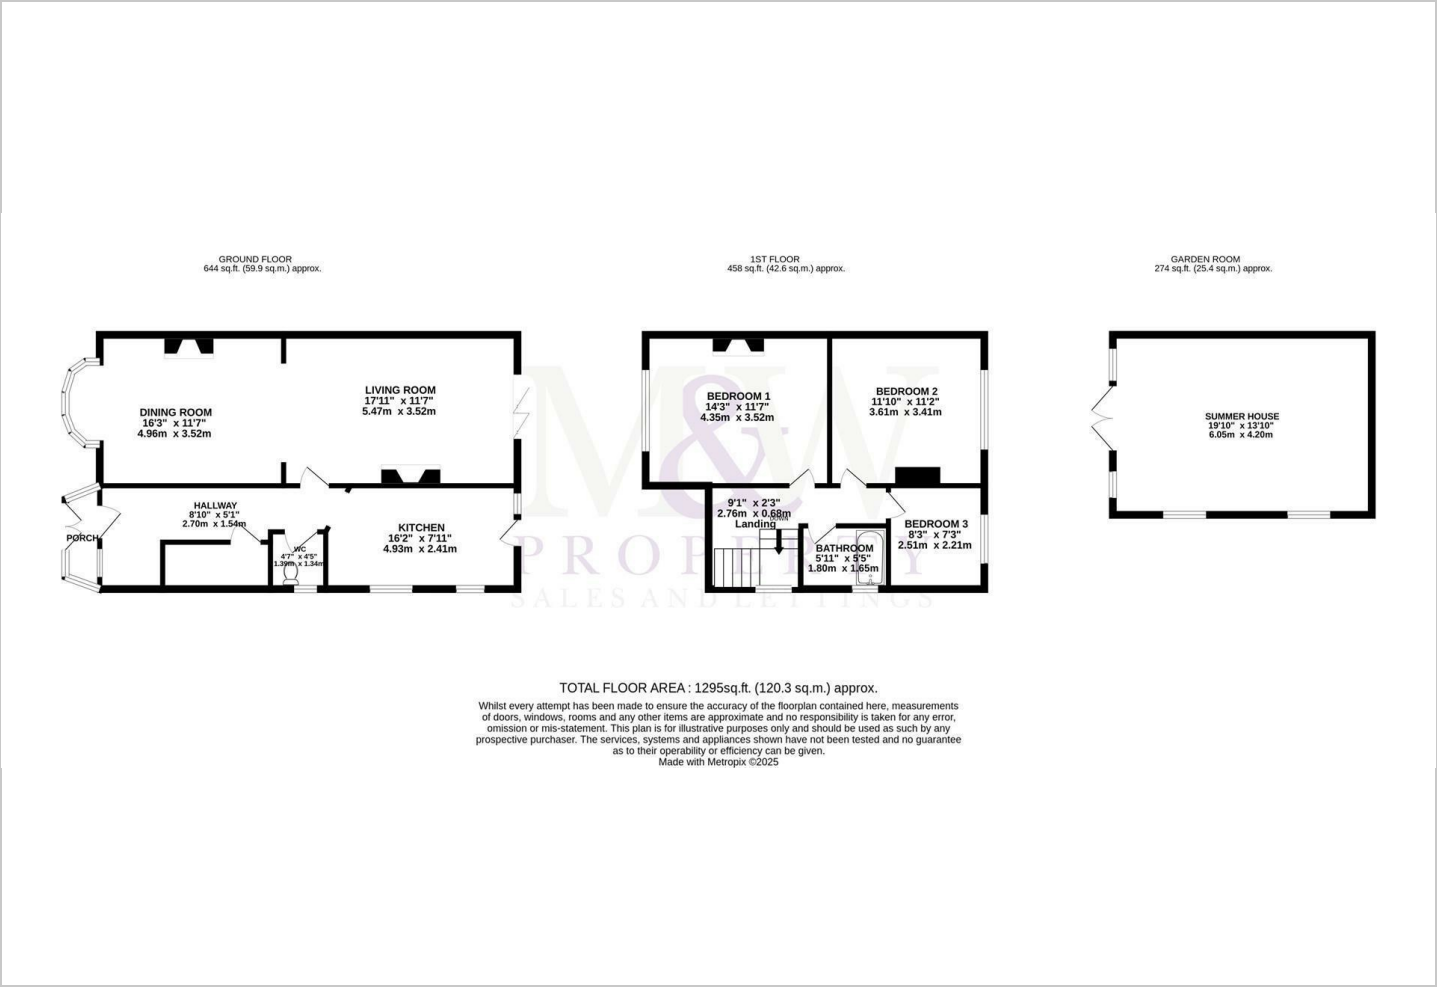 GROUND FLOOR
644 sq.ft. (59.9 sq.m.) approx.
1ST FLOOR
458 sq.ft. (42.6 sq.m.) approx.
GARDEN ROOM
274 sq.ft. (25.4 sq.m.) approx.
DINING ROOM
16'3" x 11'7"
4.96m x 3.52m
LIVING ROOM
17'11" x 11'7"
5.47m x 3.52m
HALLWAY
8'10" x 5'1"
2.70m x 1.54m
PORCH
WC
4'7" x 4'5"
1.39m x 1.34m
KITCHEN
16'2" x 7'11"
4.93m x 2.41m
BEDROOM 1
14'3" x 11'7"
4.35m x 3.52m
BEDROOM 2
11'10" x 11'2"
3.61m x 3.41m
9'1" x 2'3"
2.76m x 0.68m
Landing
DOWN
BATHROOM
5'11" x 5'5"
1.80m x 1.65m
BEDROOM 3
8'3" x 7'3"
2.51m x 2.21m
SUMMER HOUSE
19'10" x 13'10"
6.05m x 4.20m
M&W
PROPERTY
SALES AND LETTINGS
TOTAL FLOOR AREA : 1295sq.ft. (120.3 sq.m.) approx.
Whilst every attempt has been made to ensure the accuracy of the floorplan contained here, measurements
of doors, windows, rooms and any other items are approximate and no responsibility is taken for any error,
omission or mis-statement. This plan is for illustrative purposes only and should be used as such by any
prospective purchaser. The services, systems and appliances shown have not been tested and no guarantee
as to their operability or efficiency can be given.
Made with Metropix ©2025